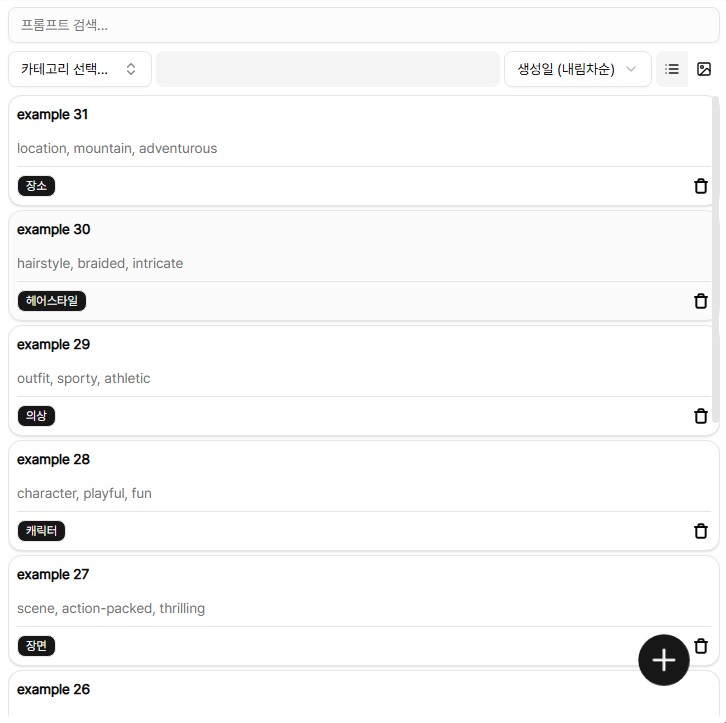 프롬프트 검색...
카테고리 선택... 생성일 (내림차순)
example 31
location, mountain, adventurous
장소
example 30
hairstyle, braided, intricate
헤어스타일
example 29
outfit, sporty, athletic
의상
example 28
character, playful, fun
캐릭터
example 27
scene, action-packed, thrilling
장면
example 26